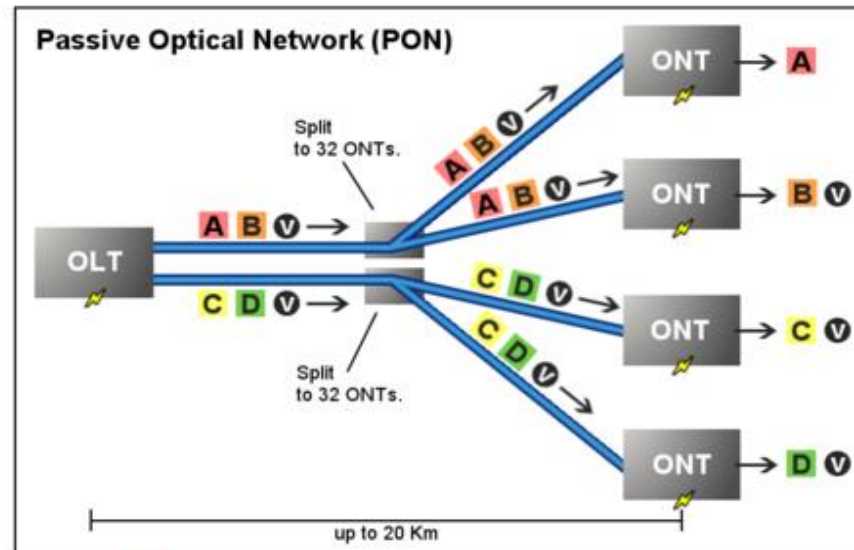 Passive Optical Network (PON)
ONT
A
Split
to 32 ONTs.
A B V
ONT
B V
A B V
A B V
OLT
C D V
C D V
ONT
C V
C D V
Split
to 32 ONTs.
ONT
D V
up to 20 Km